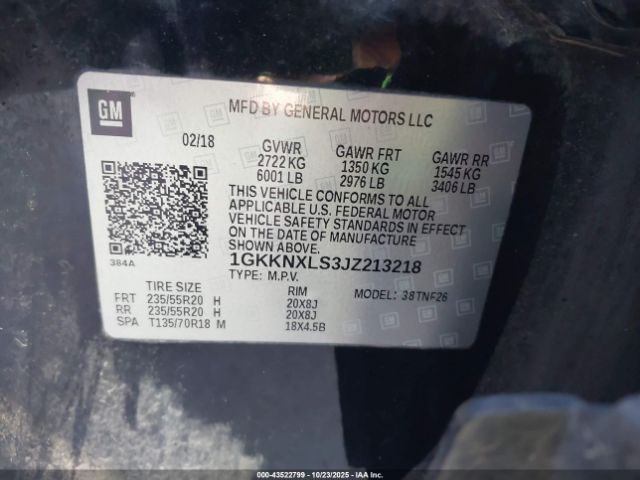 GM
MFD BY GENERAL MOTORS LLC
02/18
GVWR GAWR FRT GAWR RR
2722 KG 1350 KG 1545 KG
6001 LB 2976 LB 3406 LB
THIS VEHICLE CONFORMS TO ALL
APPLICABLE U.S. FEDERAL MOTOR
VEHICLE SAFETY STANDARDS IN EFFECT
ON THE DATE OF MANUFACTURE
SHOWN ABOVE.
384A
1GKKNXLS3JZ213218
TYPE: M.P.V.
TIRE SIZE RIM MODEL: 38TNF26
FRT 235/55R20 H 20X8J
RR 235/55R20 H 20X8J
SPA T135/70R18 M 18X4.5B
000-43522799 - 10/23/2025 - IAAI.COM